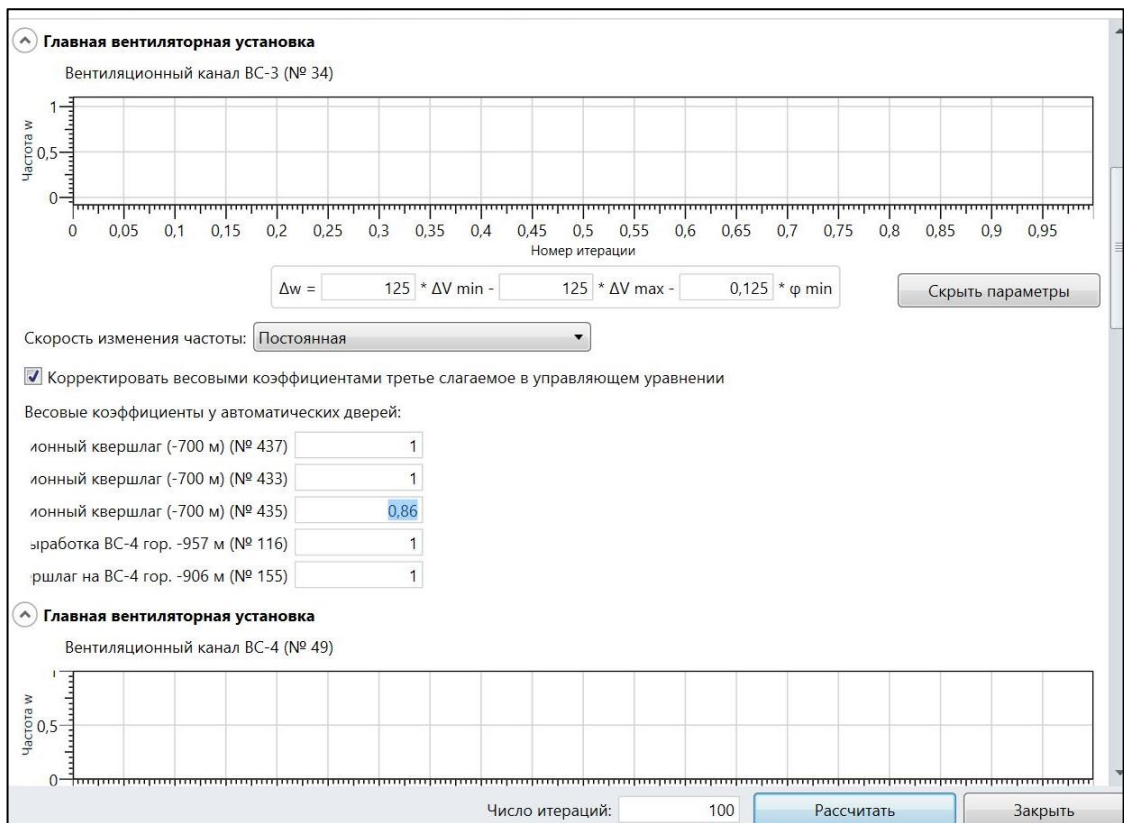 Главная вентиляторная установка
Вентиляционный канал ВС-3 (№ 34)
1
0,5
0
Частота w
0 0,05 0,1 0,15 0,2 0,25 0,3 0,35 0,4 0,45 0,5 0,55 0,6 0,65 0,7 0,75 0,8 0,85 0,9 0,95
Номер итерации
Δw = 125 * ΔV min - 125 * ΔV max - 0,125 * φ min
Скрыть параметры
Скорость изменения частоты: Постоянная
Корректировать весовыми коэффициентами третье слагаемое в управляющем уравнении
Весовые коэффициенты у автоматических дверей:
ионный квершлаг (-700 м) (№ 437) 1
ионный квершлаг (-700 м) (№ 433) 1
ионный квершлаг (-700 м) (№ 435) 0,86
ыработка ВС-4 гор. -957 м (№ 116) 1
ршлаг на ВС-4 гор. -906 м (№ 155) 1
Главная вентиляторная установка
Вентиляционный канал ВС-4 (№ 49)
1
0,5
0
Частота w
Число итераций: 100 Рассчитать Закрыть